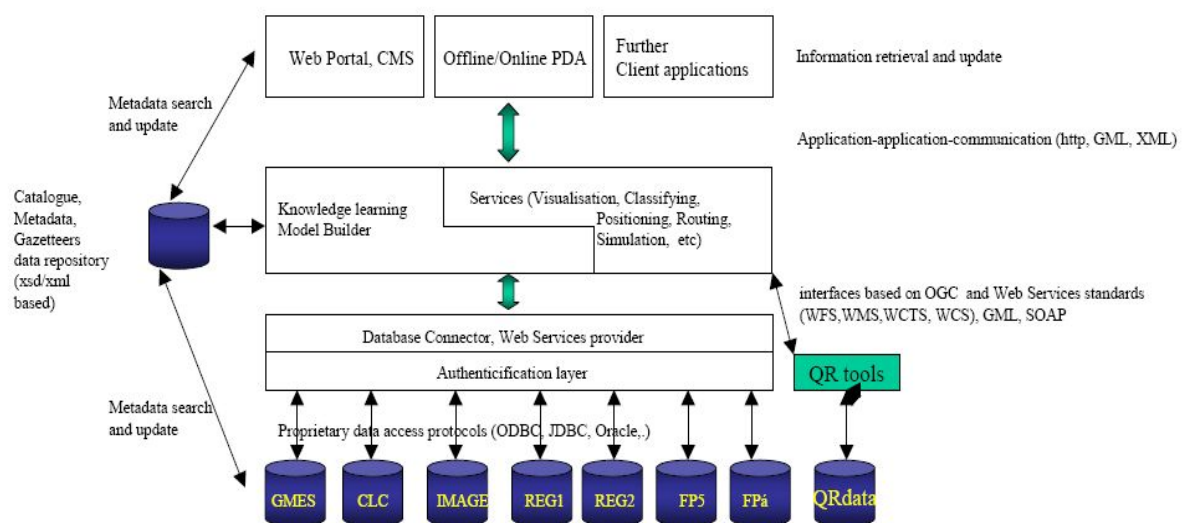 Web Portal, CMS
Offline/Online PDA
Further
Client applications
Information retrieval and update
Metadata search
and update
Application-application-communication (http, GML, XML)
Catalogue,
Metadata,
Gazetteers
data repository
(xsd/xml
based)
Knowledge learning
Model Builder
Services (Visualisation, Classifying,
Positioning, Routing,
Simulation, etc)
interfaces based on OGC and Web Services standards
(WFS,WMS,WCTS, WCS), GML, SOAP
Database Connector, Web Services provider
Authentification layer
QR tools
Metadata search
and update
Proprietary data access protocols (ODBC, JDBC, Oracle,.)
GMES
CLC
IMAGE
REG1
REG2
FP5
FPá
QRdata